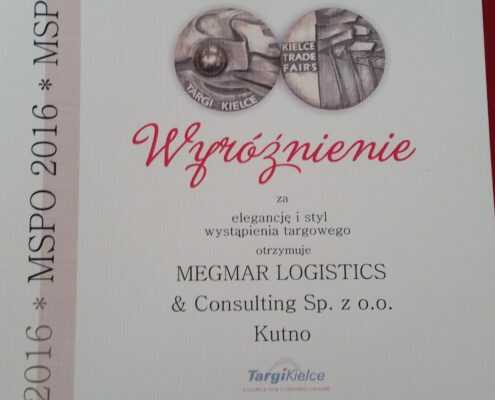 2016 * MSPO 2016 * MSP
TARGI KIELCE
KIELCE
TRADE
FAIRS
Wyróżnienie
za
elegancję i styl
wystąpienia targowego
otrzymuje
MEGMAR LOGISTICS
& Consulting Sp. z o.o.
Kutno
TargiKielce